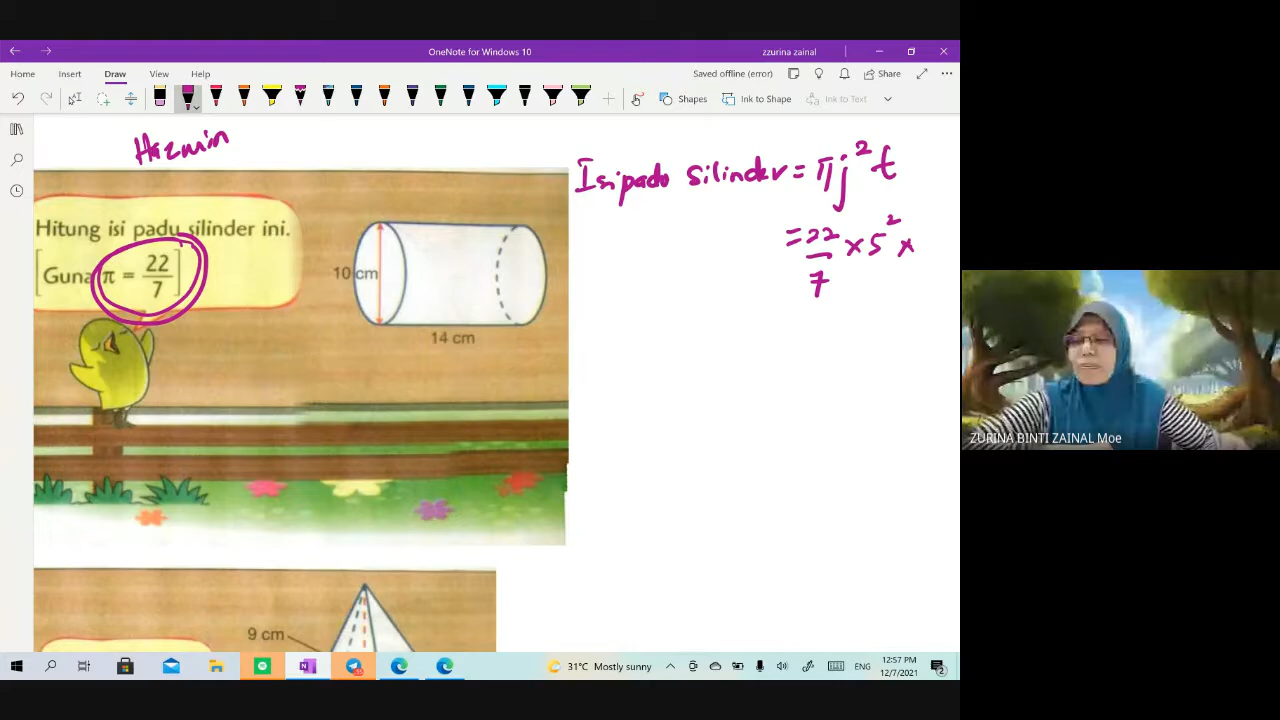 OneNote for Windows 10
zzurina zainal
Home Insert Draw View Help
Saved offline (error)
Share
Shapes
Ink to Shape
Ink to Text
Hazmin
Isipadu Silinder = πj²t
= 22/7 × 5² ×
Hitung isi padu silinder ini.
[Guna π = 22/7]
10 cm
14 cm
9 cm
ZURINA BINTI ZAINAL Moe
31°C Mostly sunny
ENG
12:57 PM
12/7/2021
2